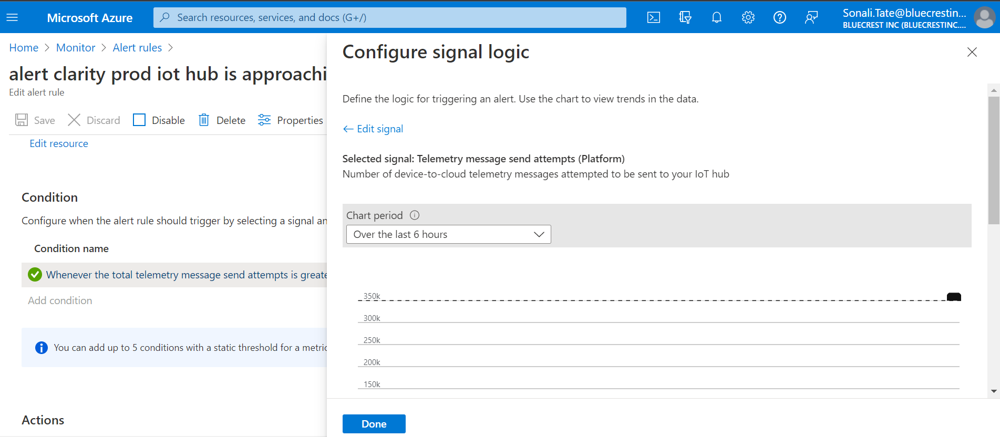 Microsoft Azure
Search resources, services, and docs (G+/)
Sonali.Tate@bluecrestin...
BLUECREST INC (BLUECRESTINC....
Home > Monitor > Alert rules >
alert clarity prod iot hub is approachi
Edit alert rule
Save Discard Disable Delete Properties
Edit resource
Condition
Configure when the alert rule should trigger by selecting a signal an
Condition name
Whenever the total telemetry message send attempts is greate
Add condition
You can add up to 5 conditions with a static threshold for a metric
Actions
Configure signal logic
Define the logic for triggering an alert. Use the chart to view trends in the data.
← Edit signal
Selected signal: Telemetry message send attempts (Platform)
Number of device-to-cloud telemetry messages attempted to be sent to your IoT hub
Chart period
Over the last 6 hours
350k
300k
250k
200k
150k
Done